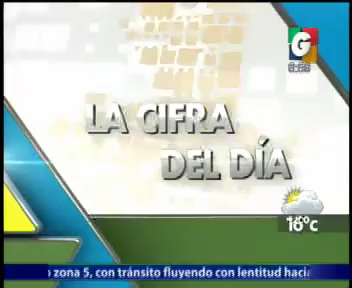 G
LA CIFRA
DEL DÍA
16°C
zona 5, con tránsito fluyendo con lentitud hacia